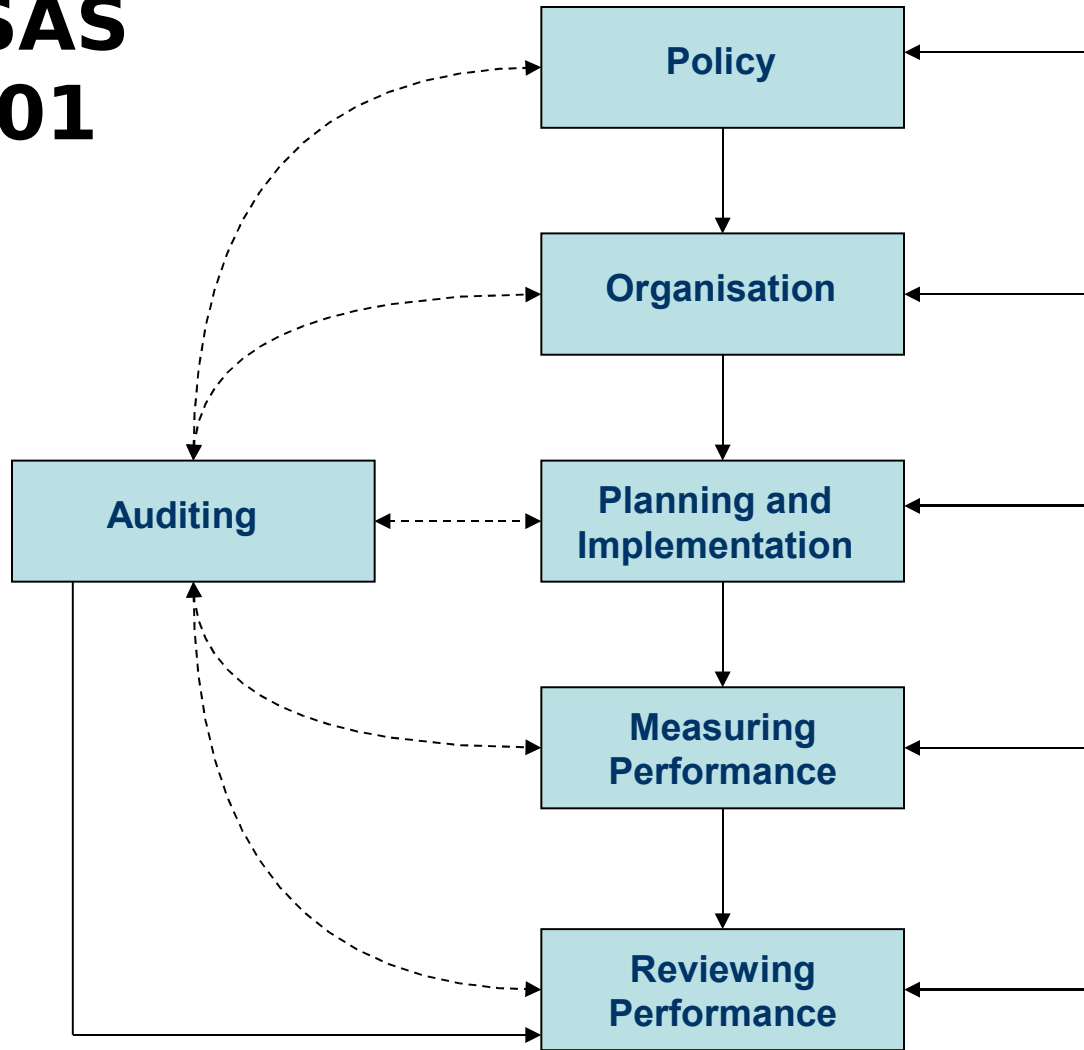 SAS
01
Policy
Organisation
Auditing
Planning and
Implementation
Measuring
Performance
Reviewing
Performance